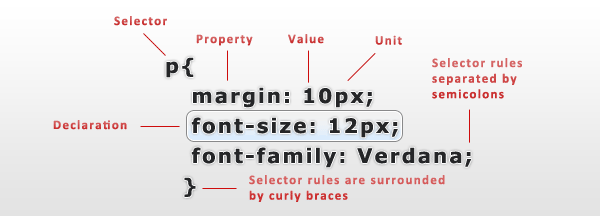 Selector
Property Value Unit
p{
Selector rules
separated by
semicolons
margin: 10px;
Declaration
font-size: 12px;
font-family: Verdana;
}
Selector rules are surrounded
by curly braces